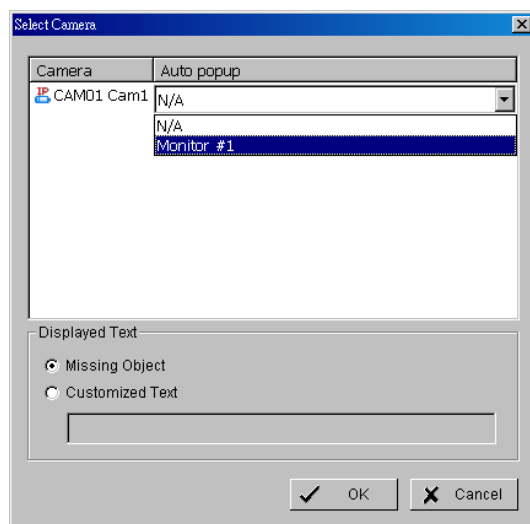 Select Camera
Camera Auto popup
IP CAM01 Cam1 N/A
N/A
Monitor #1
Displayed Text
Missing Object
Customized Text
OK Cancel